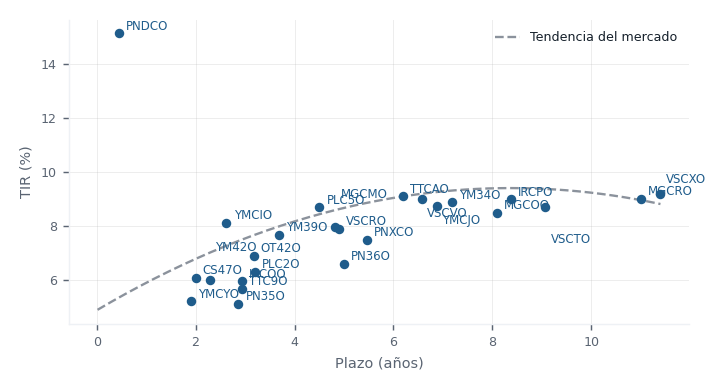 PNDCO
Tendencia del mercado
14
12
10
8
6
TIR (%)
VSCXO
MGCRO
IRCPO
TTCAO
MGCMO
YM34O
PLC5O
MGCOO
VSCVO
YMCJO
YMCIO
VSCRO
YM39O
PNXCO
VSCTO
YM42O
OT42O
PN36O
PLC2O
CS47O
TTC9O
YMCYO
PN35O
0
2
4
6
8
10
Plazo (años)